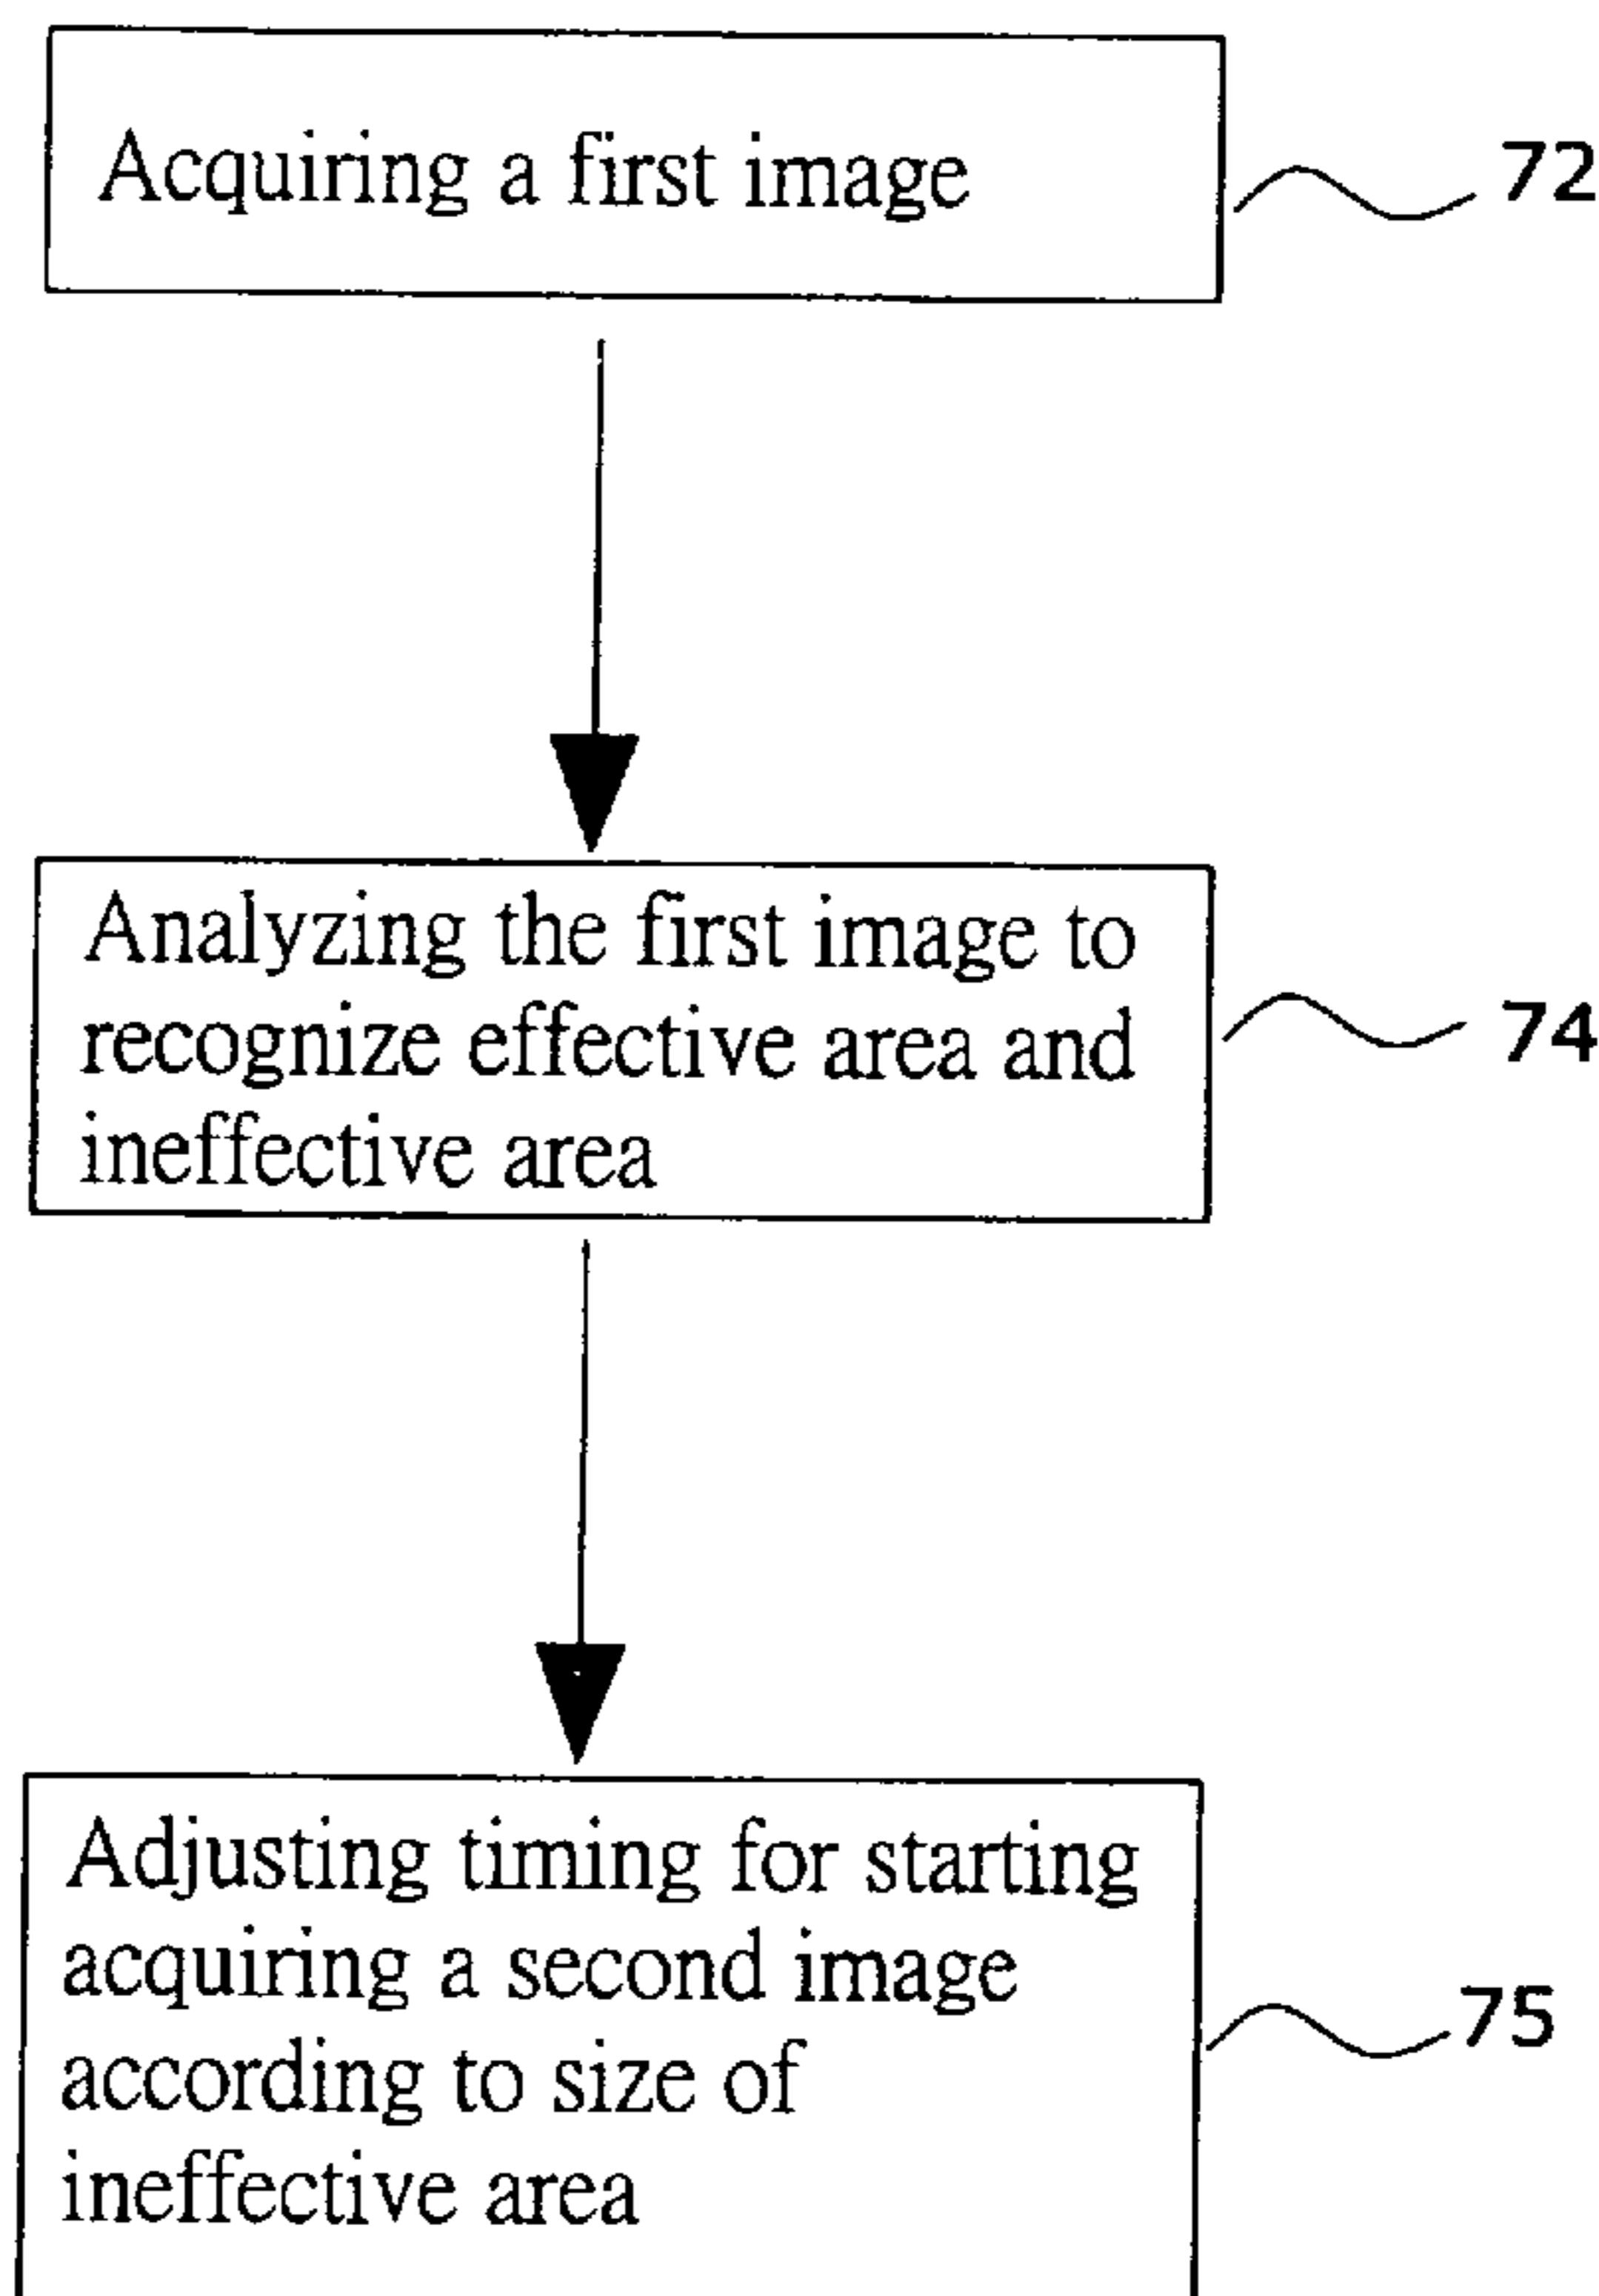 Acquiring a first image
72
Analyzing the first image to
recognize effective area and
ineffective area
74
Adjusting timing for starting
acquiring a second image
according to size of
ineffective area
75